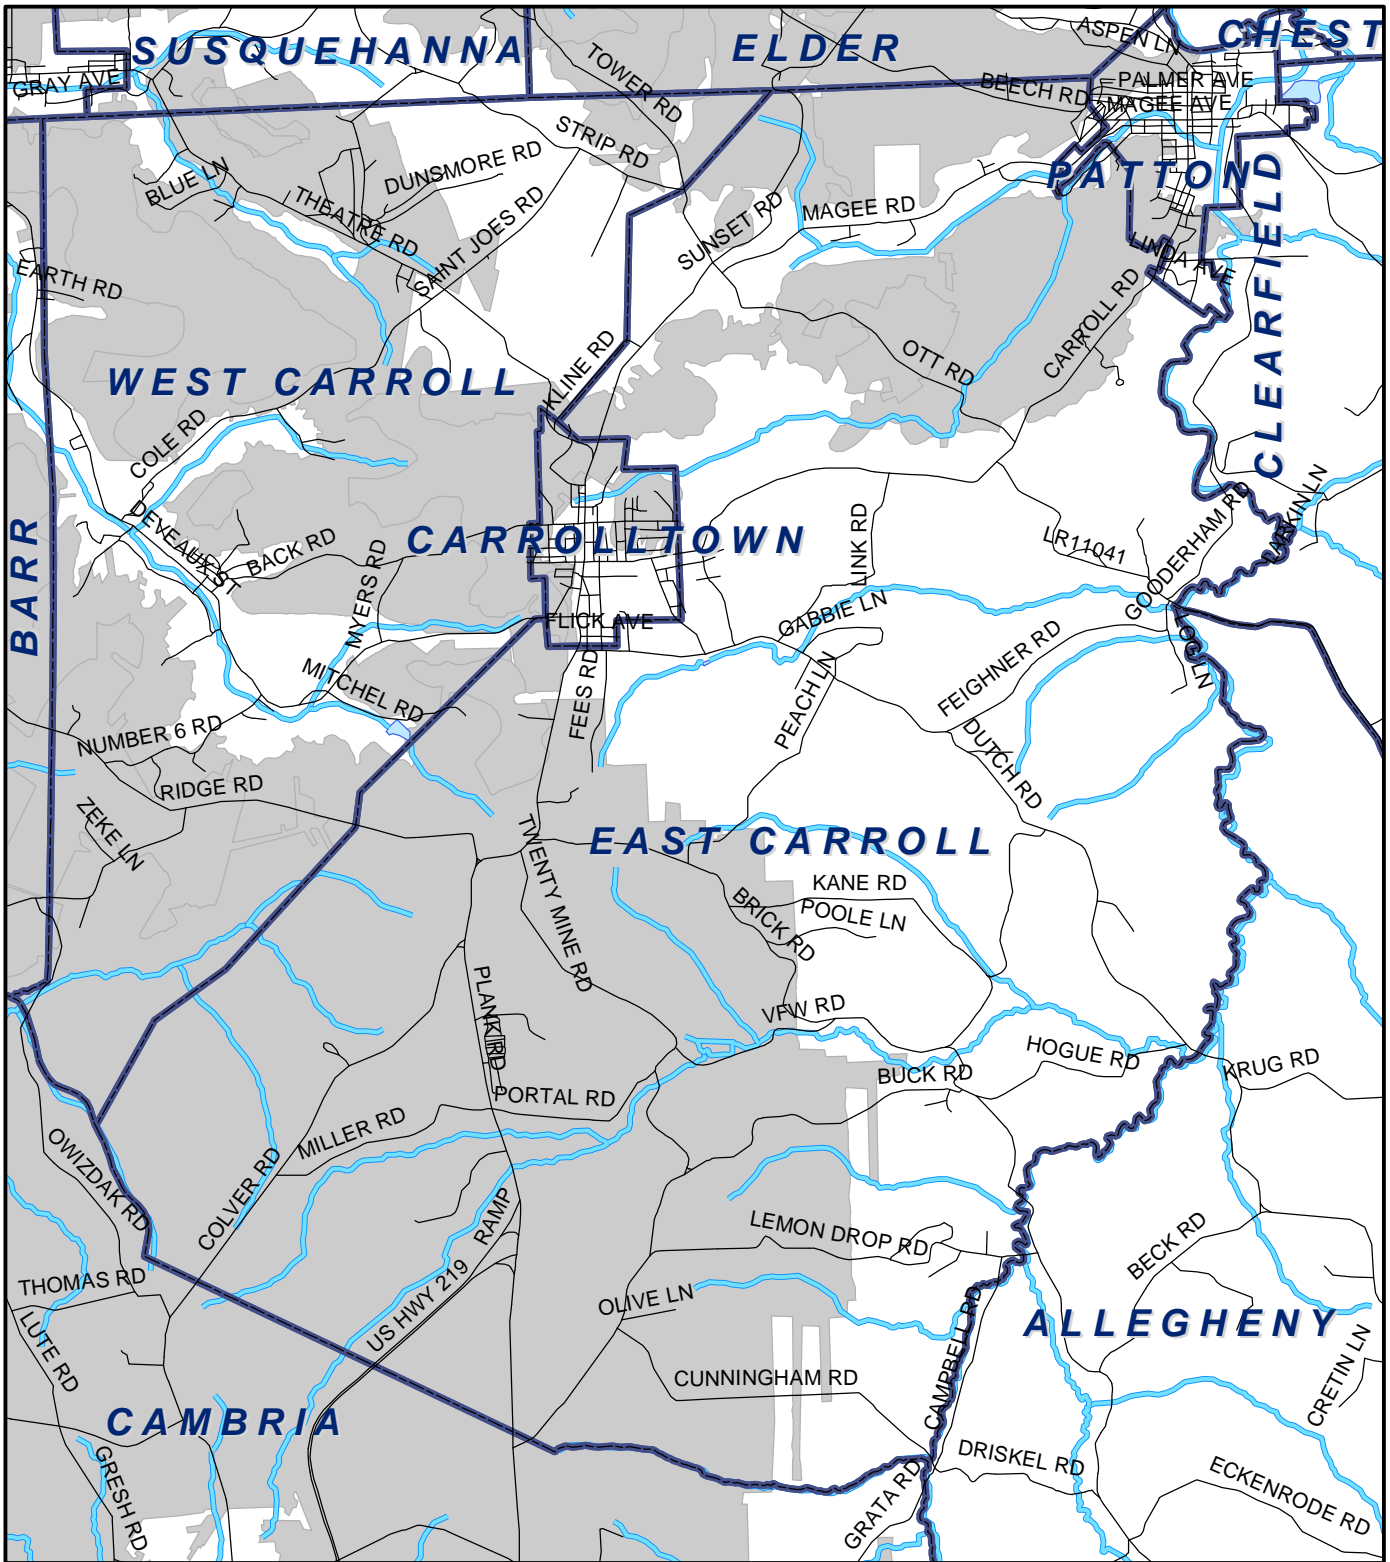 SUSQUEHANNA
ELDER
CHEST
ASPEN LN
GRAY AVE
TOWER RD
BEECH RD
PALMER AVE
MAGEE AVE
STRIP RD
BLUE LN
DUNSMORE RD
PATTON
THEATRE RD
SAINT JOES RD
SUNSET RD
MAGEE RD
CLEARFIELD
LINDA AVE
EARTH RD
CARROLL RD
OTT RD
KLINE RD
WEST CARROLL
COLE RD
DEVEAUX ST
BACK RD
MYERS RD
CARROLLTOWN
LINK RD
LR11041
GOODERHAM RD
LARKIN LN
BARR
FLICK AVE
GABBIE LN
LOG LN
FEIGHNER RD
MITCHEL RD
FEES RD
PEACH LN
NUMBER 6 RD
DUTCH RD
RIDGE RD
ZEKE LN
TWENTY MINE RD
EAST CARROLL
KANE RD
POOLE LN
BRICK RD
PLANK RD
VFW RD
HOGUE RD
KRUG RD
BUCK RD
PORTAL RD
MILLER RD
OWIZDAK RD
COLVER RD
RAMP
LEMON DROP RD
BECK RD
THOMAS RD
US HWY 219
OLIVE LN
LUTE RD
CAMPBELL RD
ALLEGHENY
CUNNINGHAM RD
CRETIN LN
CAMBRIA
GRESH RD
DRISKEL RD
GRATA RD
ECKENRODE RD